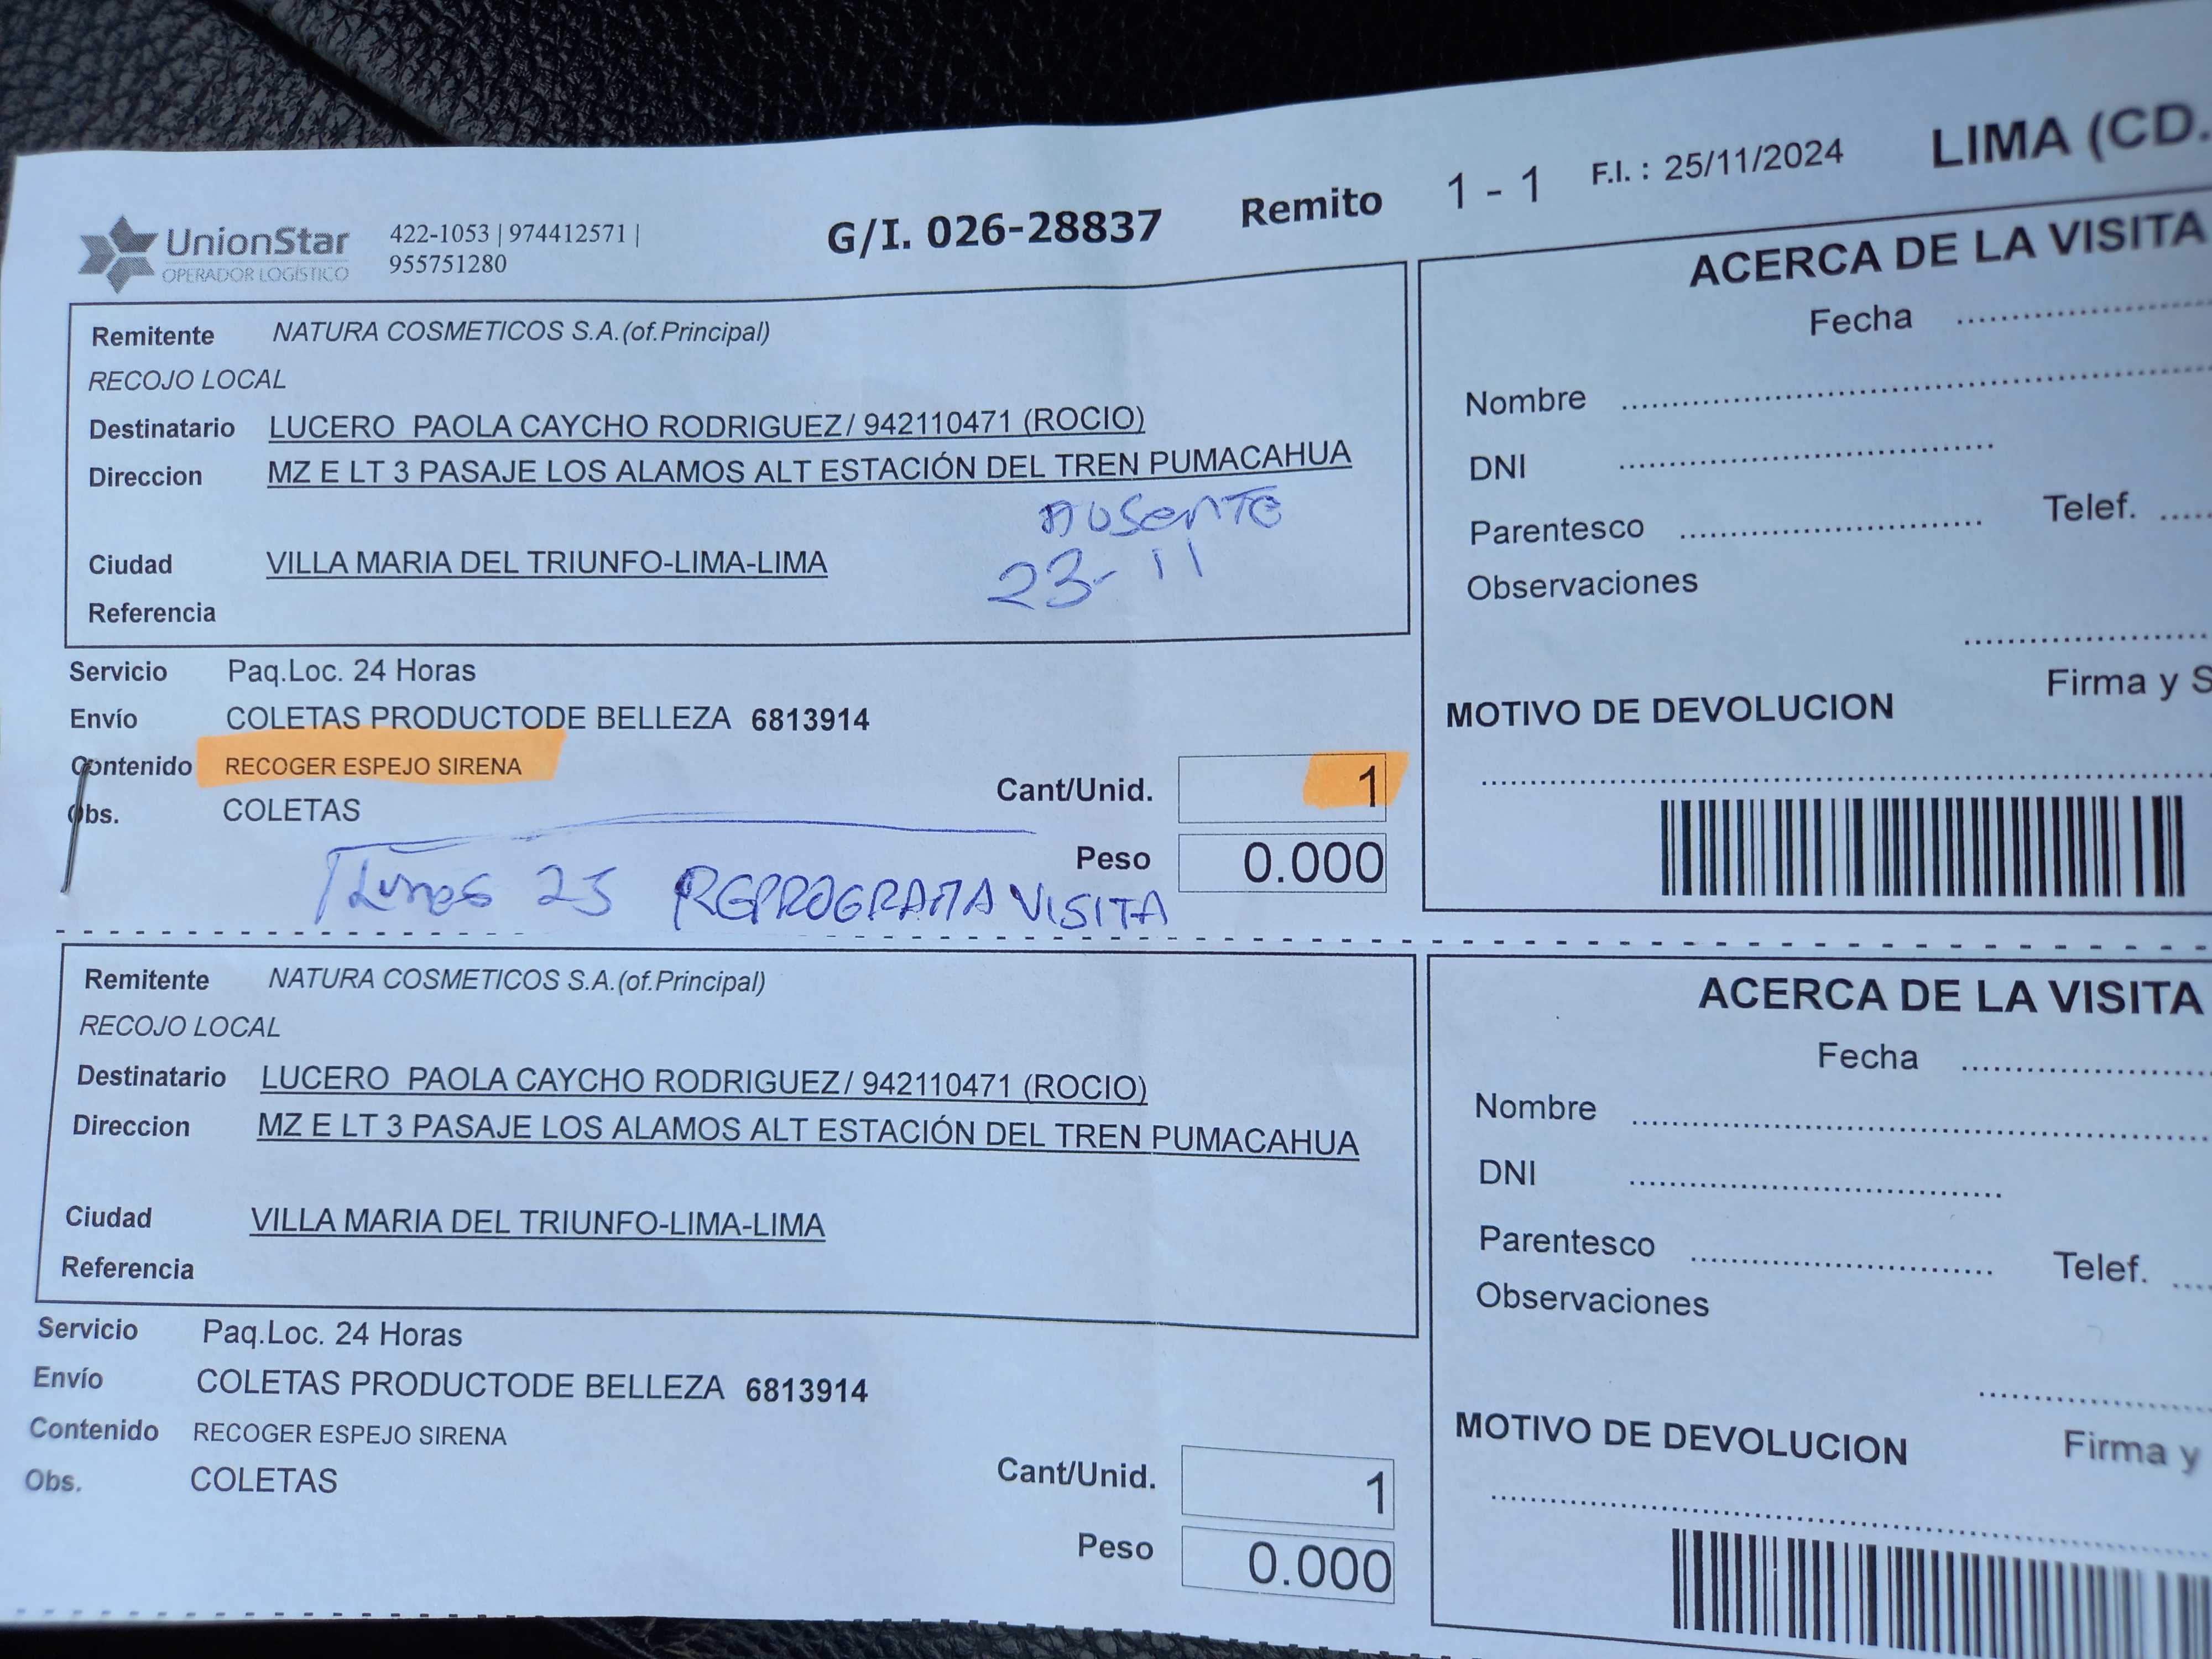 UnionStar
OPERADOR LOGÍSTICO
422-1053 | 974412571 |
955751280
G/I. 026-28837
Remito 1 - 1 F.I. : 25/11/2024 LIMA (CD.
Remitente NATURA COSMETICOS S.A.(of.Principal)
RECOJO LOCAL
Destinatario LUCERO PAOLA CAYCHO RODRIGUEZ/ 942110471 (ROCIO)
Direccion MZ E LT 3 PASAJE LOS ALAMOS ALT ESTACIÓN DEL TREN PUMACAHUA
AUSENTE
23-11
Ciudad VILLA MARIA DEL TRIUNFO-LIMA-LIMA
Referencia
Servicio Paq.Loc. 24 Horas
Envío COLETAS PRODUCTODE BELLEZA 6813914
Contenido RECOGER ESPEJO SIRENA
Cant/Unid. 1
Obs. COLETAS
Peso 0.000
Lunes 25 REPROGRAMA VISITA
ACERCA DE LA VISITA
Fecha
Nombre
DNI
Parentesco Telef.
Observaciones
Firma y S
MOTIVO DE DEVOLUCION
Remitente NATURA COSMETICOS S.A.(of.Principal)
RECOJO LOCAL
Destinatario LUCERO PAOLA CAYCHO RODRIGUEZ/ 942110471 (ROCIO)
Direccion MZ E LT 3 PASAJE LOS ALAMOS ALT ESTACIÓN DEL TREN PUMACAHUA
Ciudad VILLA MARIA DEL TRIUNFO-LIMA-LIMA
Referencia
Servicio Paq.Loc. 24 Horas
Envío COLETAS PRODUCTODE BELLEZA 6813914
Contenido RECOGER ESPEJO SIRENA
Obs. COLETAS
Cant/Unid. 1
Peso 0.000
ACERCA DE LA VISITA
Fecha
Nombre
DNI
Parentesco Telef.
Observaciones
MOTIVO DE DEVOLUCION Firma y